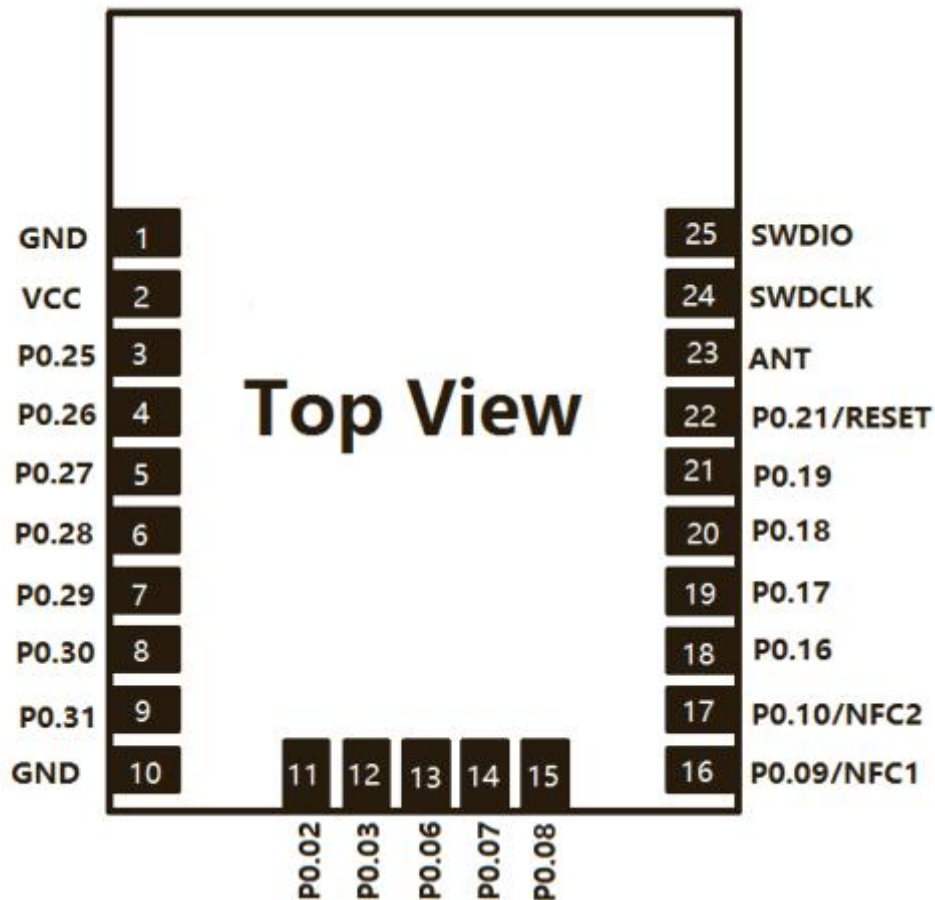 GND 1
VCC 2
P0.25 3
P0.26 4
P0.27 5
P0.28 6
P0.29 7
P0.30 8
P0.31 9
GND 10
Top View
25 SWDIO
24 SWDCLK
23 ANT
22 P0.21/RESET
21 P0.19
20 P0.18
19 P0.17
18 P0.16
17 P0.10/NFC2
16 P0.09/NFC1
11 12 13 14 15
P0.02
P0.03
P0.06
P0.07
P0.08